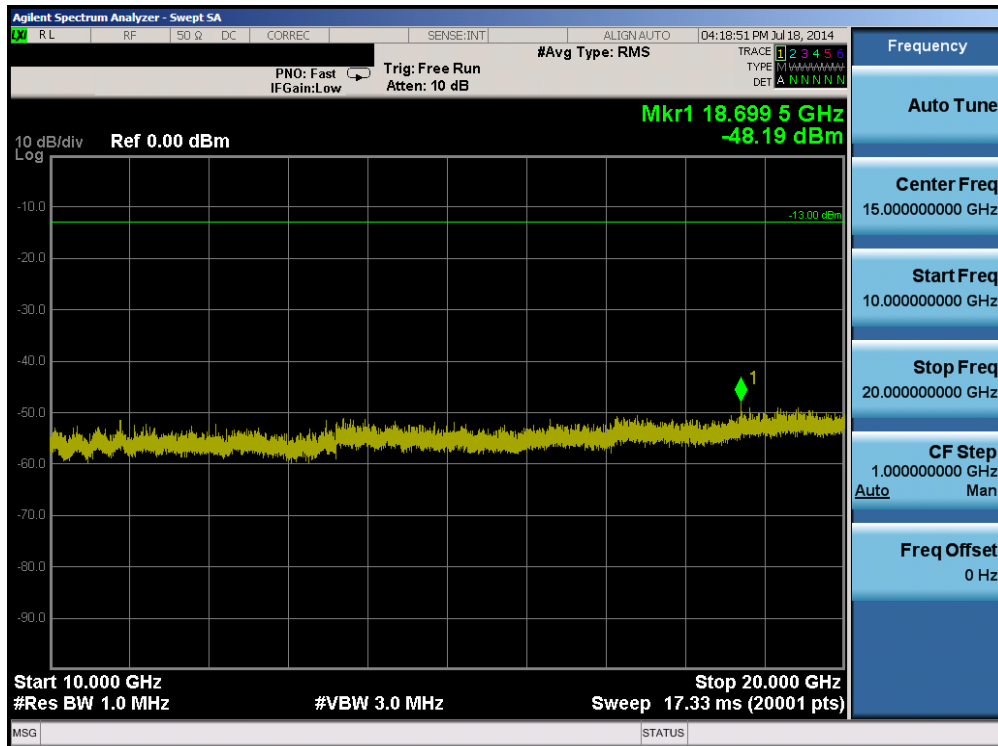 Agilent Spectrum Analyzer - Swept SA
LXI RL RF 50 Ω DC CORREC SENSE:INT ALIGN AUTO 04:18:51 PM Jul 18, 2014
#Avg Type: RMS
TRACE 1 2 3 4 5 6
PNO: Fast Trig: Free Run
TYPE M WWWWW
IFGain:Low Atten: 10 dB
DET A N N N N N
Mkr1 18.699 5 GHz
-48.19 dBm
10 dB/div Ref 0.00 dBm
Log
-10.0
-13.00 dBm
-20.0
-30.0
-40.0
1
-50.0
-60.0
-70.0
-80.0
-90.0
Start 10.000 GHz Stop 20.000 GHz
#Res BW 1.0 MHz #VBW 3.0 MHz Sweep 17.33 ms (20001 pts)
MSG STATUS
Frequency
Auto Tune
Center Freq
15.000000000 GHz
Start Freq
10.000000000 GHz
Stop Freq
20.000000000 GHz
CF Step
1.000000000 GHz
Auto Man
Freq Offset
0 Hz